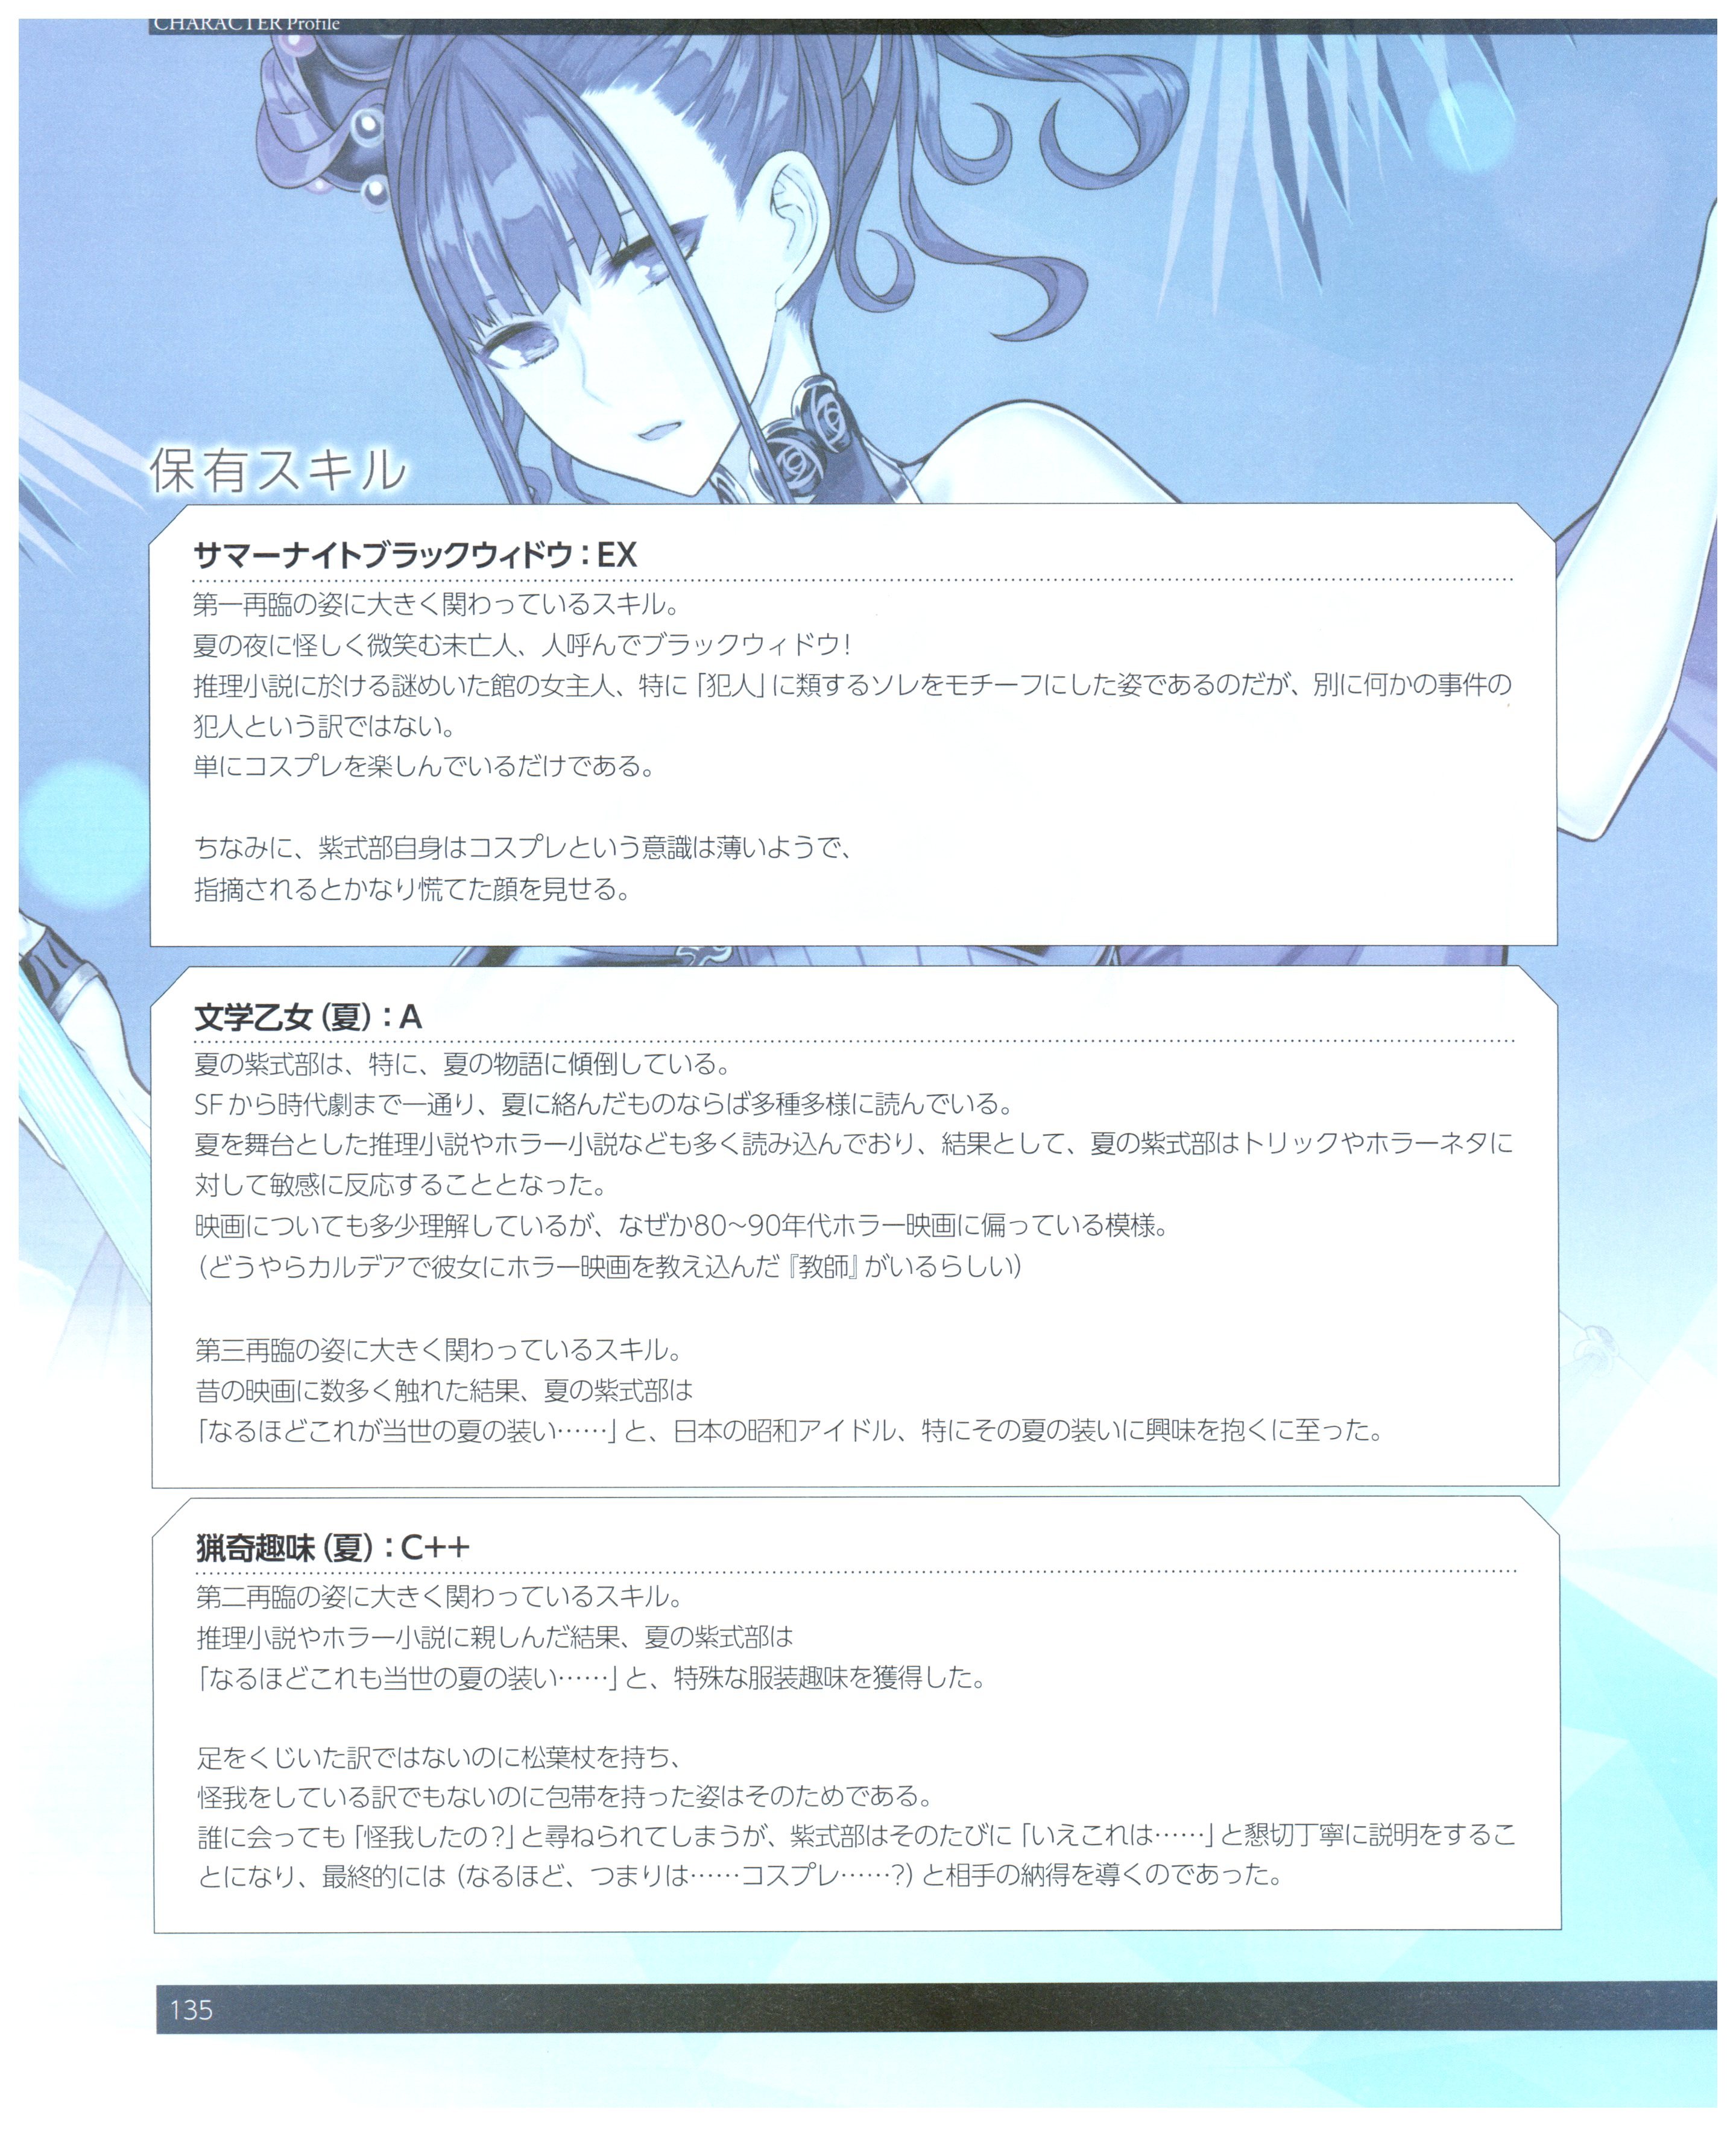 CHARACTER Profile
保有スキル
サマーナイトブラックウィドウ：EX
第一再臨の姿に大きく関わっているスキル。
夏の夜に怪しく微笑む未亡人、人呼んでブラックウィドウ！
推理小説に於ける謎めいた館の女主人、特に「犯人」に類するソレをモチーフにした姿であるのだが、別に何かの事件の
犯人という訳ではない。
単にコスプレを楽しんでいるだけである。
ちなみに、紫式部自身はコスプレという意識は薄いようで、
指摘されるとかなり慌てた顔を見せる。
文学乙女（夏）：A
夏の紫式部は、特に、夏の物語に傾倒している。
SFから時代劇まで一通り、夏に絡んだものならば多種多様に読んでいる。
夏を舞台とした推理小説やホラー小説なども多く読み込んでおり、結果として、夏の紫式部はトリックやホラーネタに
対して敏感に反応することとなった。
映画についても多少理解しているが、なぜか80～90年代ホラー映画に偏っている模様。
（どうやらカルデアで彼女にホラー映画を教え込んだ『教師』がいるらしい）
第三再臨の姿に大きく関わっているスキル。
昔の映画に数多く触れた結果、夏の紫式部は
「なるほどこれが当世の夏の装い……」と、日本の昭和アイドル、特にその夏の装いに興味を抱くに至った。
猟奇趣味（夏）：C++
第二再臨の姿に大きく関わっているスキル。
推理小説やホラー小説に親しんだ結果、夏の紫式部は
「なるほどこれも当世の夏の装い……」と、特殊な服装趣味を獲得した。
足をくじいた訳ではないのに松葉杖を持ち、
怪我をしている訳でもないのに包帯を持った姿はそのためである。
誰に会っても「怪我したの？」と尋ねられてしまうが、紫式部はそのたびに「いえこれは……」と懇切丁寧に説明をするこ
とになり、最終的には（なるほど、つまりは……コスプレ……？）と相手の納得を導くのであった。
135